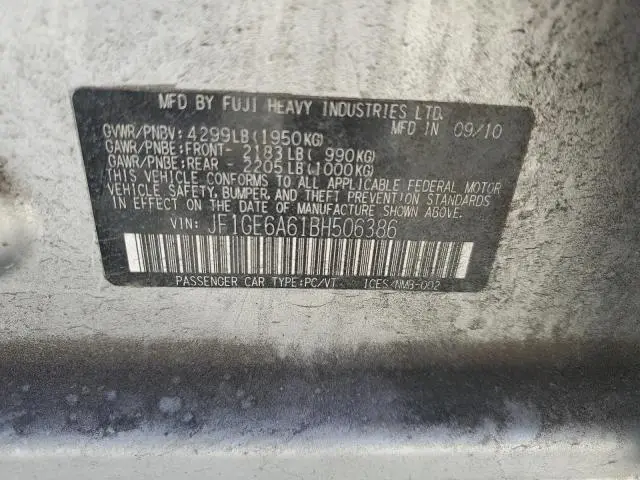 MFD BY FUJI HEAVY INDUSTRIES LTD.
MFD IN 09/10
GVWR/PNBV: 4299LB(1950KG)
GAWR/PNBE:FRONT- 2183LB( 990KG)
GAWR/PNBE:REAR - 2205LB(1000KG)
THIS VEHICLE CONFORMS TO ALL APPLICABLE FEDERAL MOTOR
VEHICLE SAFETY, BUMPER, AND THEFT PREVENTION STANDARDS
IN EFFECT ON THE DATE OF MANUFACTURE SHOWN ABOVE.
VIN: JF1GE6A61BH506386
PASSENGER CAR TYPE:PC/VT ICES/NMB-002